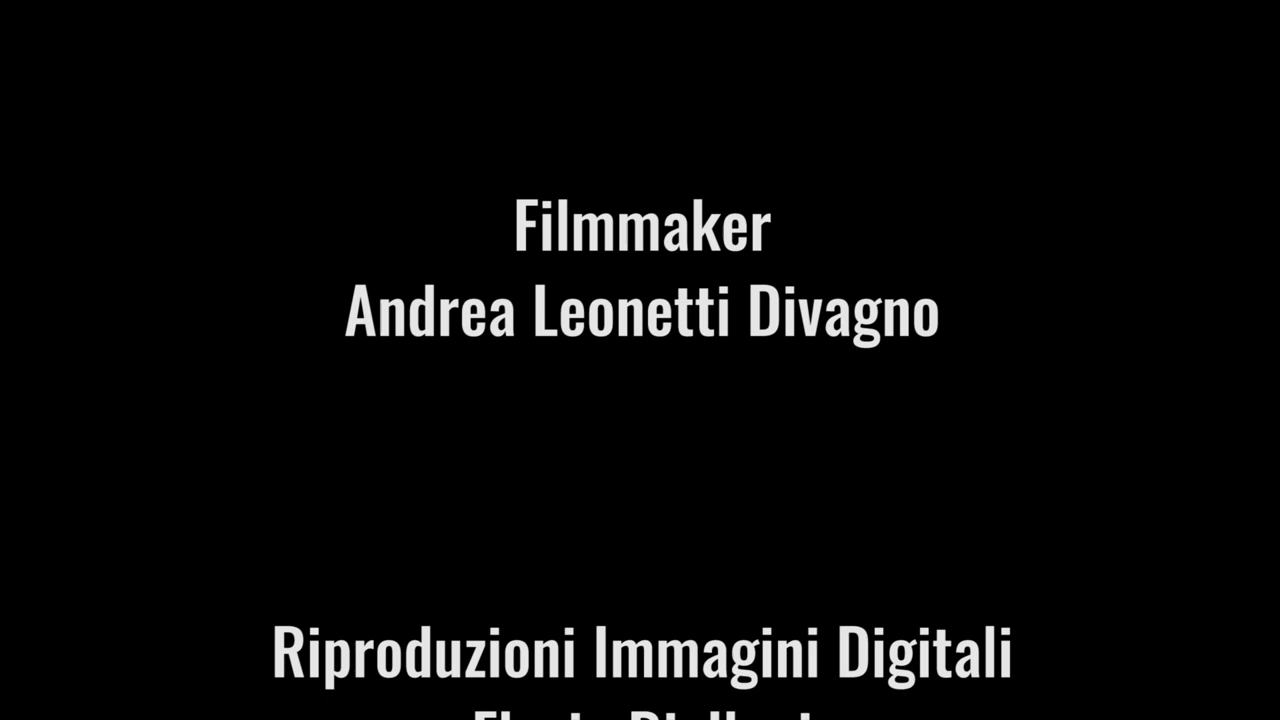 Filmmaker
Andrea Leonetti Divagno
Riproduzioni Immagini Digitali